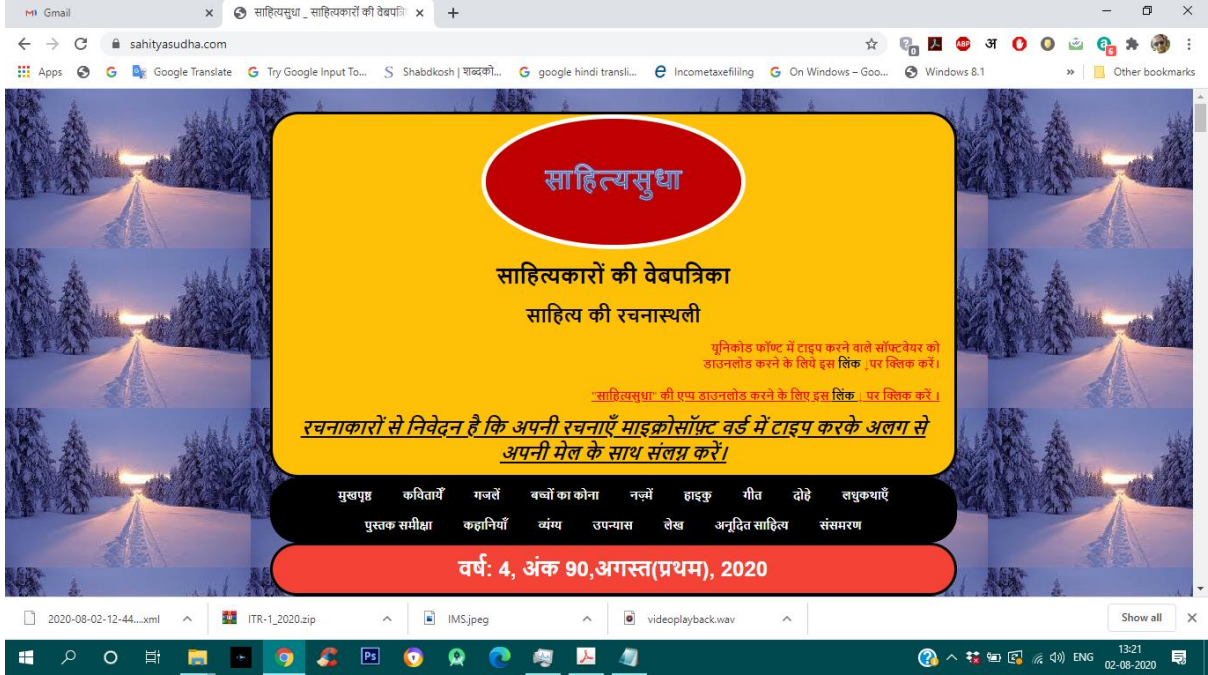 Gmail
साहित्यसुधा _ साहित्यकारों की वेबपत्रि
sahityasudha.com
Apps Google Translate Try Google Input To... Shabdkosh | शब्दको... google hindi transli... Incometaxefililng On Windows – Goo... Windows 8.1 » Other bookmarks
साहित्यसुधा
साहित्यकारों की वेबपत्रिका
साहित्य की रचनास्थली
यूनिकोड फॉण्ट में टाइप करने वाले सॉफ्टवेयर को
डाउनलोड करने के लिये इस लिंक पर क्लिक करें।
"साहित्यसुधा" की एप्प डाउनलोड करने के लिए इस लिंक पर क्लिक करें ।
रचनाकारों से निवेदन है कि अपनी रचनाएँ माइक्रोसॉफ़्ट वर्ड में टाइप करके अलग से
अपनी मेल के साथ संलग्न करें।
मुखपृष्ठ कवितायेँ गजलें बच्चों का कोना नज़्में हाइकु गीत दोहे लधुकथाएँ
पुस्तक समीक्षा कहानियाँ व्यंग्य उपन्यास लेख अनूदित साहित्य संसमरण
वर्ष: 4, अंक 90,अगस्त(प्रथम), 2020
2020-08-02-12-44....xml ITR-1_2020.zip IMS.jpeg videoplayback.wav Show all
ENG 13:21
02-08-2020